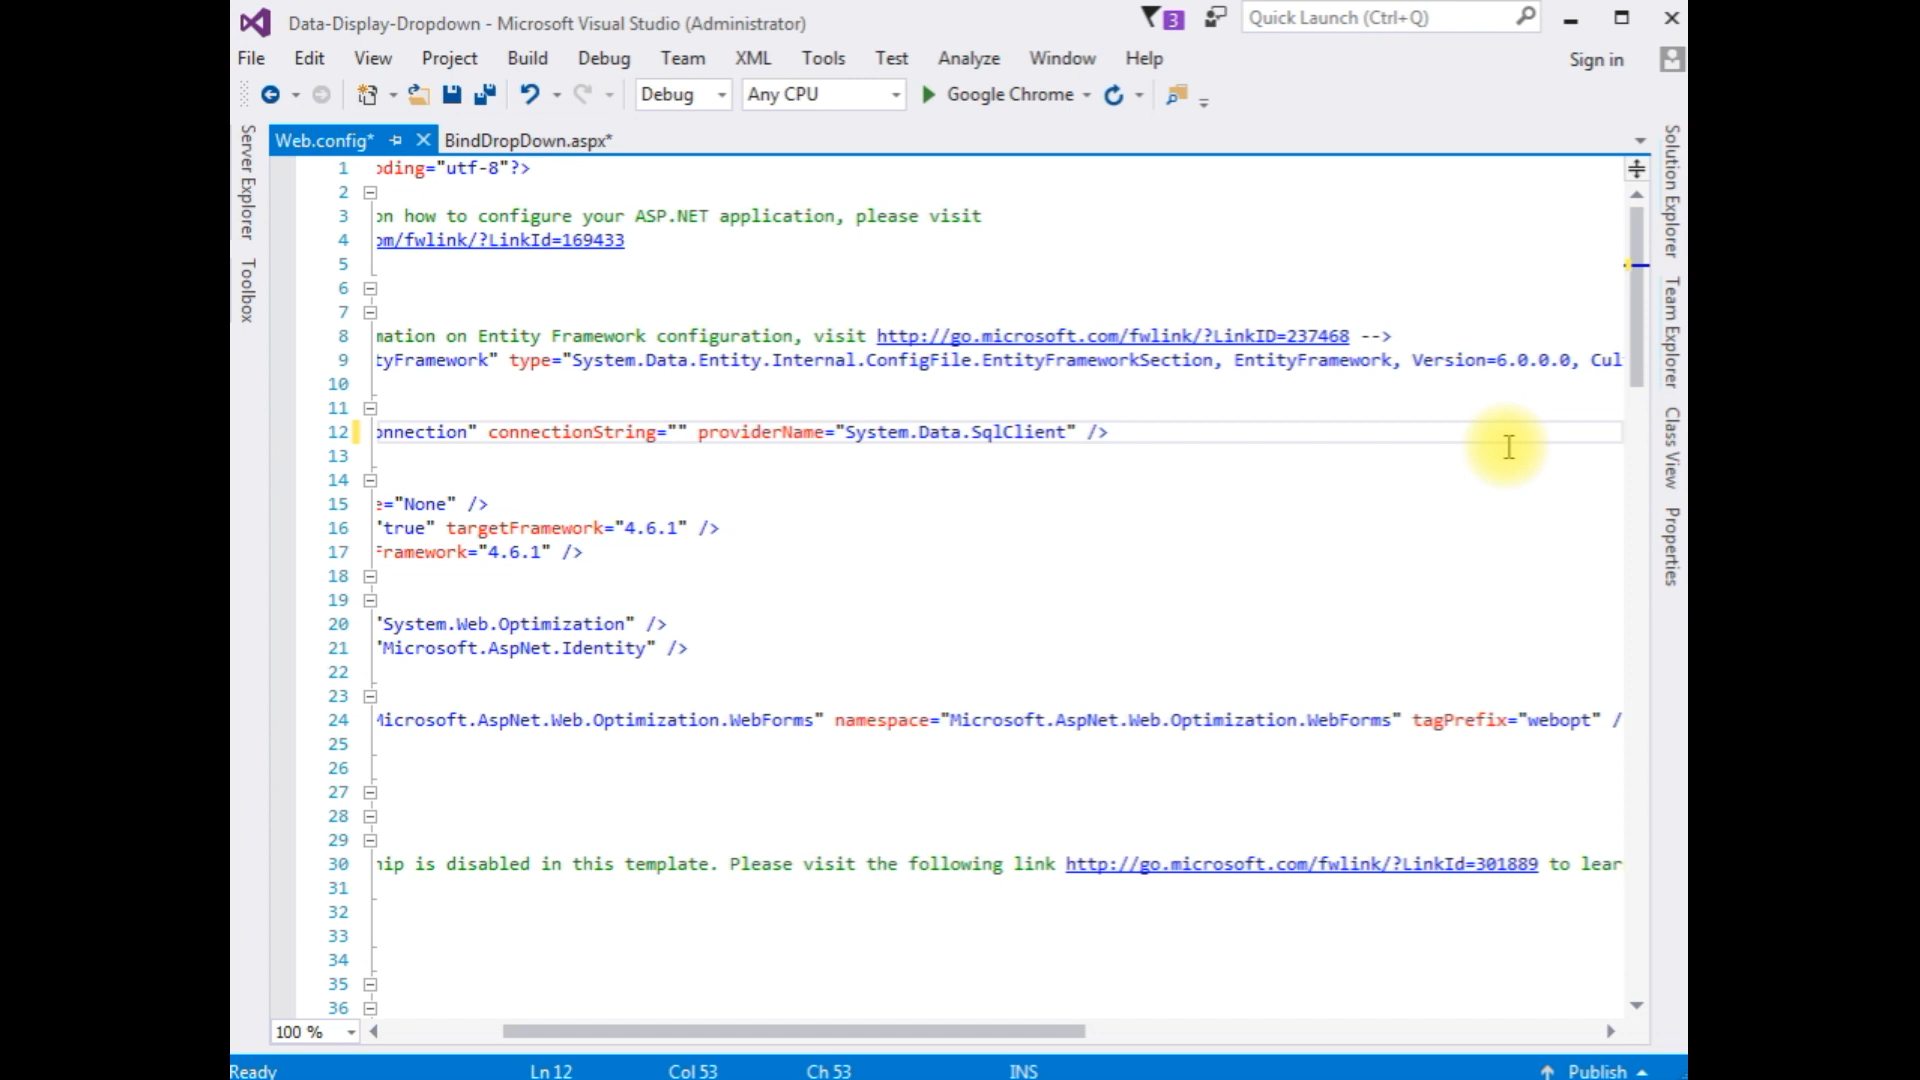 Data-Display-Dropdown - Microsoft Visual Studio (Administrator)
3
Quick Launch (Ctrl+Q)
File Edit View Project Build Debug Team XML Tools Test Analyze Window Help
Sign in
Debug
Any CPU
Google Chrome
Web.config*
BindDropDown.aspx*
Server Explorer
Toolbox
Solution Explorer
Team Explorer
Class View
Properties
1 oding="utf-8"?>
2
3 on how to configure your ASP.NET application, please visit
4 om/fwlink/?LinkId=169433
5
6
7
8 mation on Entity Framework configuration, visit http://go.microsoft.com/fwlink/?LinkID=237468 -->
9 tyFramework" type="System.Data.Entity.Internal.ConfigFile.EntityFrameworkSection, EntityFramework, Version=6.0.0.0, Cul
10
11
12 onnection" connectionString="" providerName="System.Data.SqlClient" />
13
14
15 e="None" />
16 "true" targetFramework="4.6.1" />
17 Framework="4.6.1" />
18
19
20 "System.Web.Optimization" />
21 "Microsoft.AspNet.Identity" />
22
23
24 Microsoft.AspNet.Web.Optimization.WebForms" namespace="Microsoft.AspNet.Web.Optimization.WebForms" tagPrefix="webopt" /
25
26
27
28
29
30 hip is disabled in this template. Please visit the following link http://go.microsoft.com/fwlink/?LinkId=301889 to lear
31
32
33
34
35
36
100 %
Ready
Ln 12
Col 53
Ch 53
INS
Publish